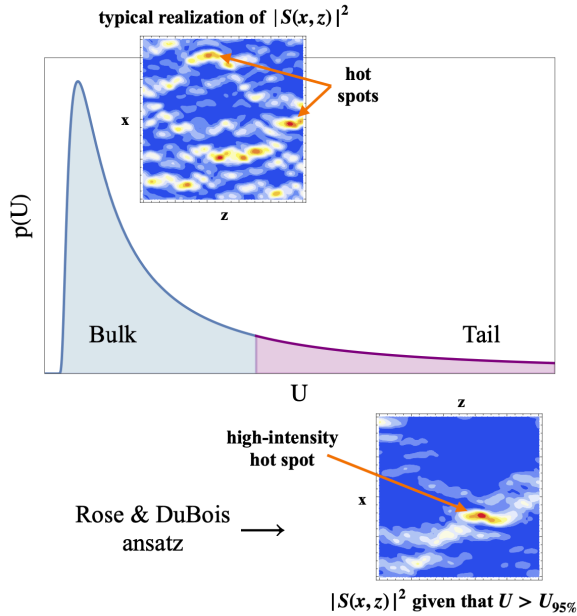 typical realization of |S(x, z)|²
hot
spots
x
z
p(U)
Bulk
Tail
U
z
high-intensity
hot spot
x
Rose & DuBois
ansatz
|S(x, z)|² given that U > U₉₅%